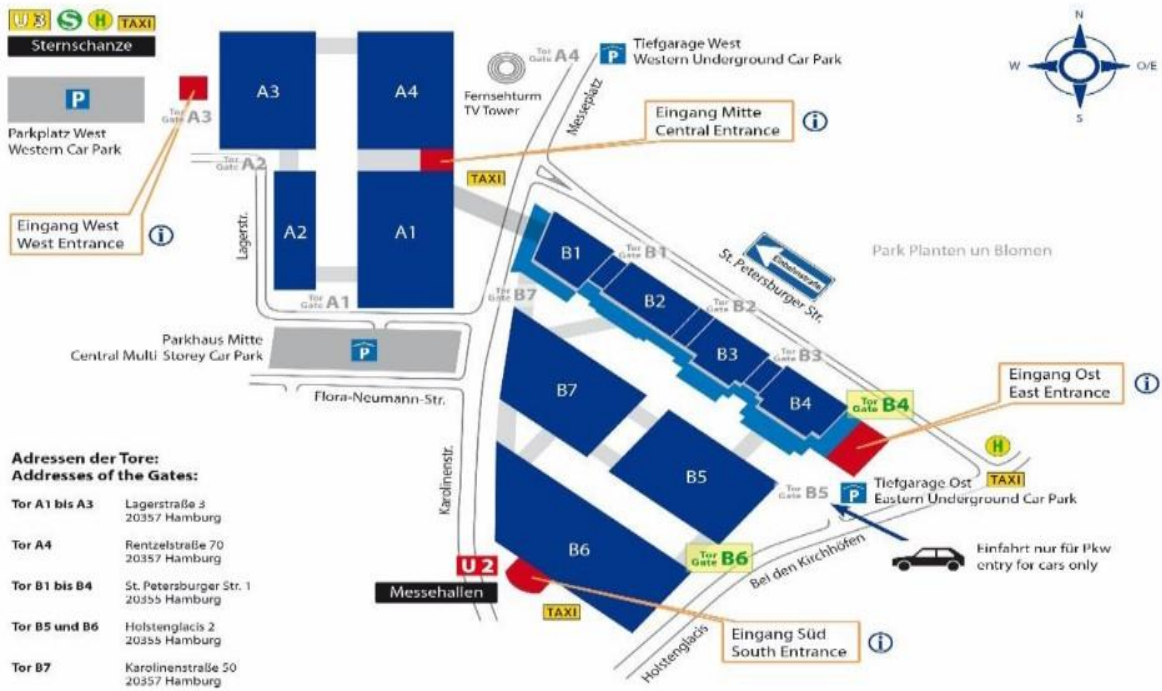 U3 S H TAXI
Sternschanze
P
Parkplatz West
Western Car Park
Tor
Gate A3
Eingang West
West Entrance
i
A3
A4
Tor
Gate A2
A2
A1
Lagerstr.
Tor
Gate A1
Fernsehturm
TV Tower
Tor
Gate A4
Messeplatz
P
Tiefgarage West
Western Underground Car Park
Eingang Mitte
Central Entrance
i
TAXI
N
W
O/E
S
Parkhaus Mitte
Central Multi Storey Car Park
P
Flora-Neumann-Str.
Karolinenstr.
Tor
Gate B7
B1
Tor
Gate B1
B2
Tor
Gate B2
B3
Tor
Gate B3
B4
Tor
Gate B4
St. Petersburger Str.
Einbahnstraße
Park Planten un Blomen
Eingang Ost
East Entrance
i
H
TAXI
B7
B5
B6
Tor
Gate B5
P
Tiefgarage Ost
Eastern Underground Car Park
Tor
Gate B6
Bei den Kirchhöfen
Einfahrt nur für Pkw
entry for cars only
U2
Messehallen
TAXI
Holstenglacis
Eingang Süd
South Entrance
i
Adressen der Tore:
Addresses of the Gates:
Tor A1 bis A3 Lagerstraße 3
20357 Hamburg
Tor A4 Rentzelstraße 70
20357 Hamburg
Tor B1 bis B4 St. Petersburger Str. 1
20355 Hamburg
Tor B5 und B6 Holstenglacis 2
20355 Hamburg
Tor B7 Karolinenstraße 50
20357 Hamburg